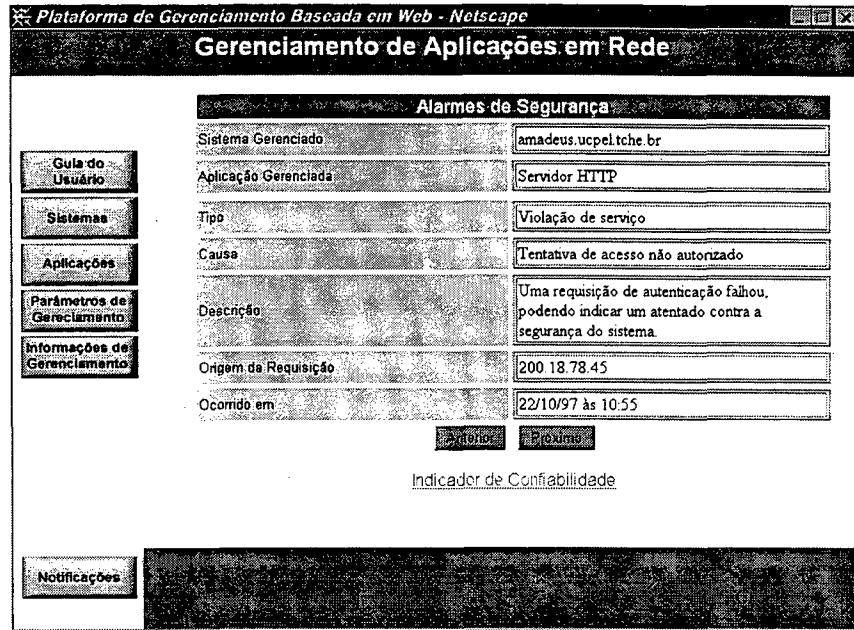 Plataforma de Gerenciamento Baseada em Web - Netscape
Gerenciamento de Aplicações em Rede
Alarmes de Segurança
Sistema Gerenciado
amadeus.ucpel.tche.br
Guia do
Usuário
Aplicação Gerenciada
Servidor HTTP
Sistemas
Tipo
Violação de serviço
Aplicações
Causa
Tentativa de acesso não autorizado
Parâmetros de
Gereciamento
Descrição
Uma requisição de autenticação falhou,
podendo indicar um atentado contra a
segurança do sistema.
Informações de
Gerenciamento
Origem da Requisição
200.18.78.45
Ocorrido em
22/10/97 às 10:55
Anterior
Próximo
Indicador de Confiabilidade
Notificações